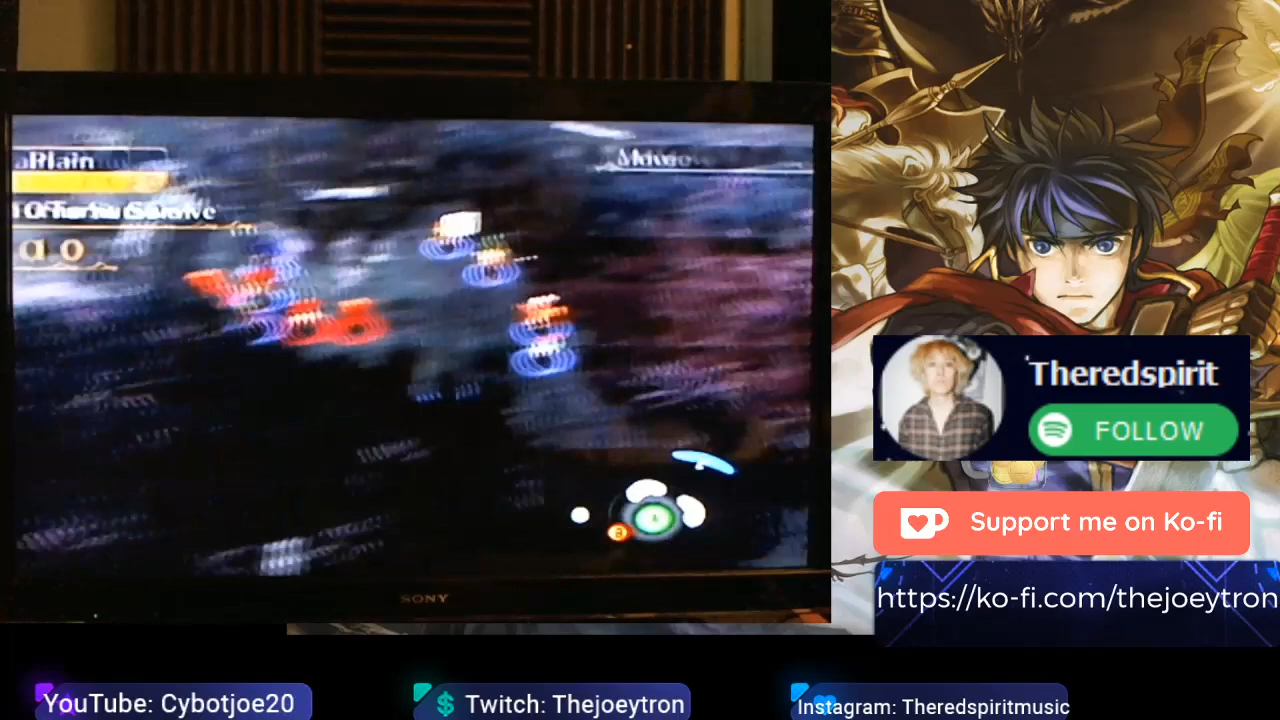 SONY
a
Theredspirit
FOLLOW
Support me on Ko-fi
https://ko-fi.com/thejoeytron
YouTube: Cybotjoe20
Twitch: Thejoeytron
Instagram: Theredspiritmusic